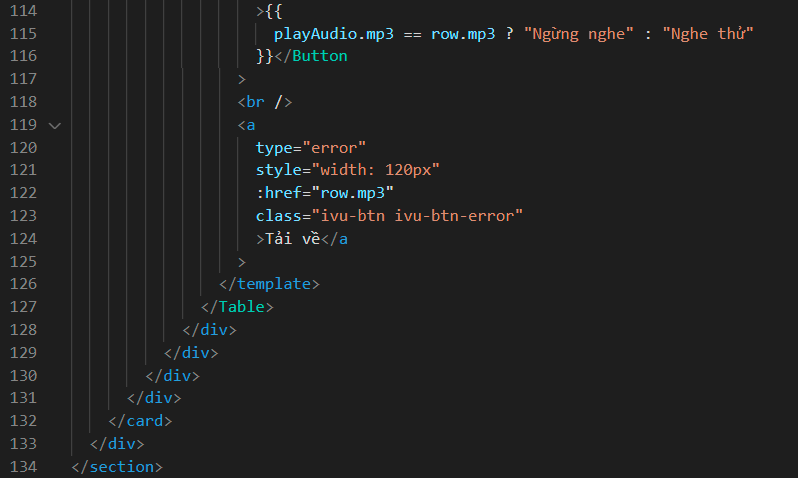 114 >{{
115 playAudio.mp3 == row.mp3 ? "Ngừng nghe" : "Nghe thử"
116 }}</Button
117 >
118 <br />
119 <a
120 type="error"
121 style="width: 120px"
122 :href="row.mp3"
123 class="ivu-btn ivu-btn-error"
124 >Tải về</a
125 >
126 </template>
127 </Table>
128 </div>
129 </div>
130 </div>
131 </div>
132 </card>
133 </div>
134 </section>